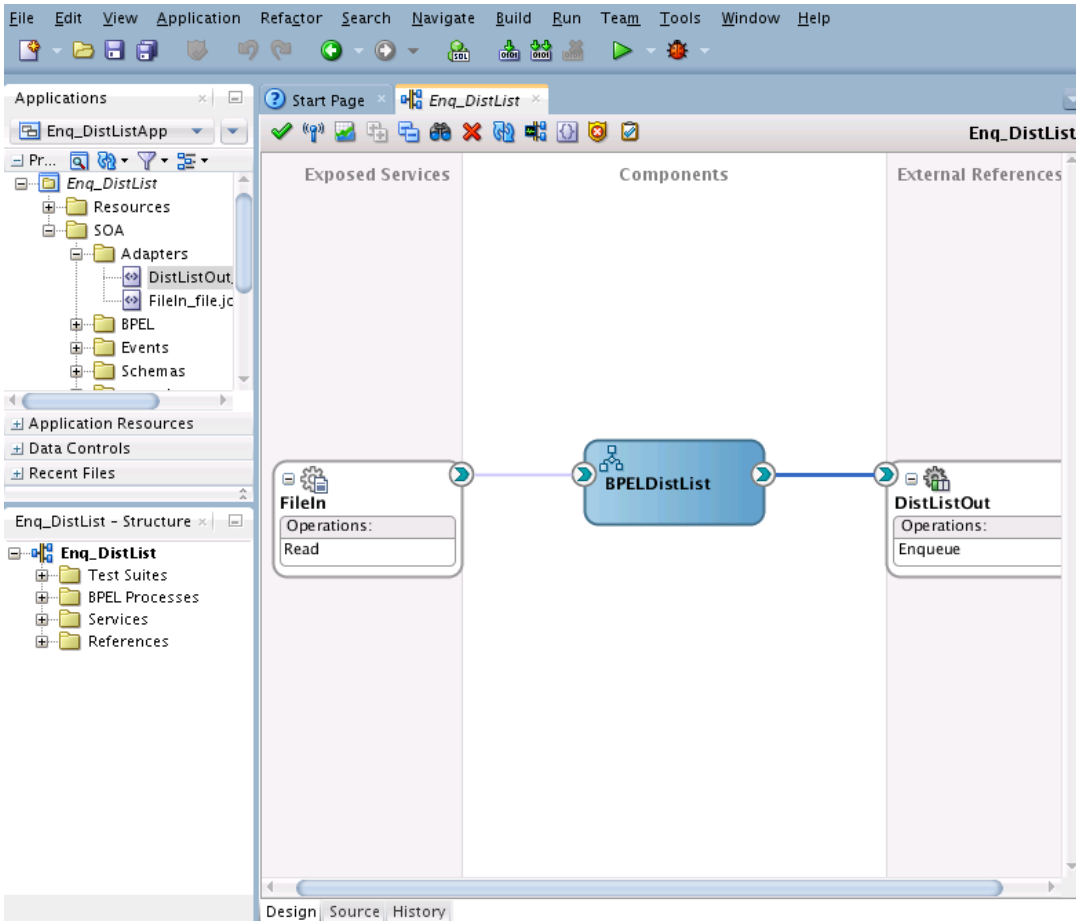 File Edit View Application Refactor Search Navigate Build Run Team Tools Window Help
SQL
Applications
Start Page
Enq_DistList
Enq_DistListApp
Enq_DistList
Pr...
Exposed Services
Components
External References
Enq_DistList
Resources
SOA
Adapters
DistListOut_
FileIn_file.jc
BPEL
Events
Schemas
Application Resources
Data Controls
Recent Files
FileIn
Operations:
Read
BPELDistList
DistListOut
Operations:
Enqueue
Enq_DistList - Structure
Enq_DistList
Test Suites
BPEL Processes
Services
References
Design Source History